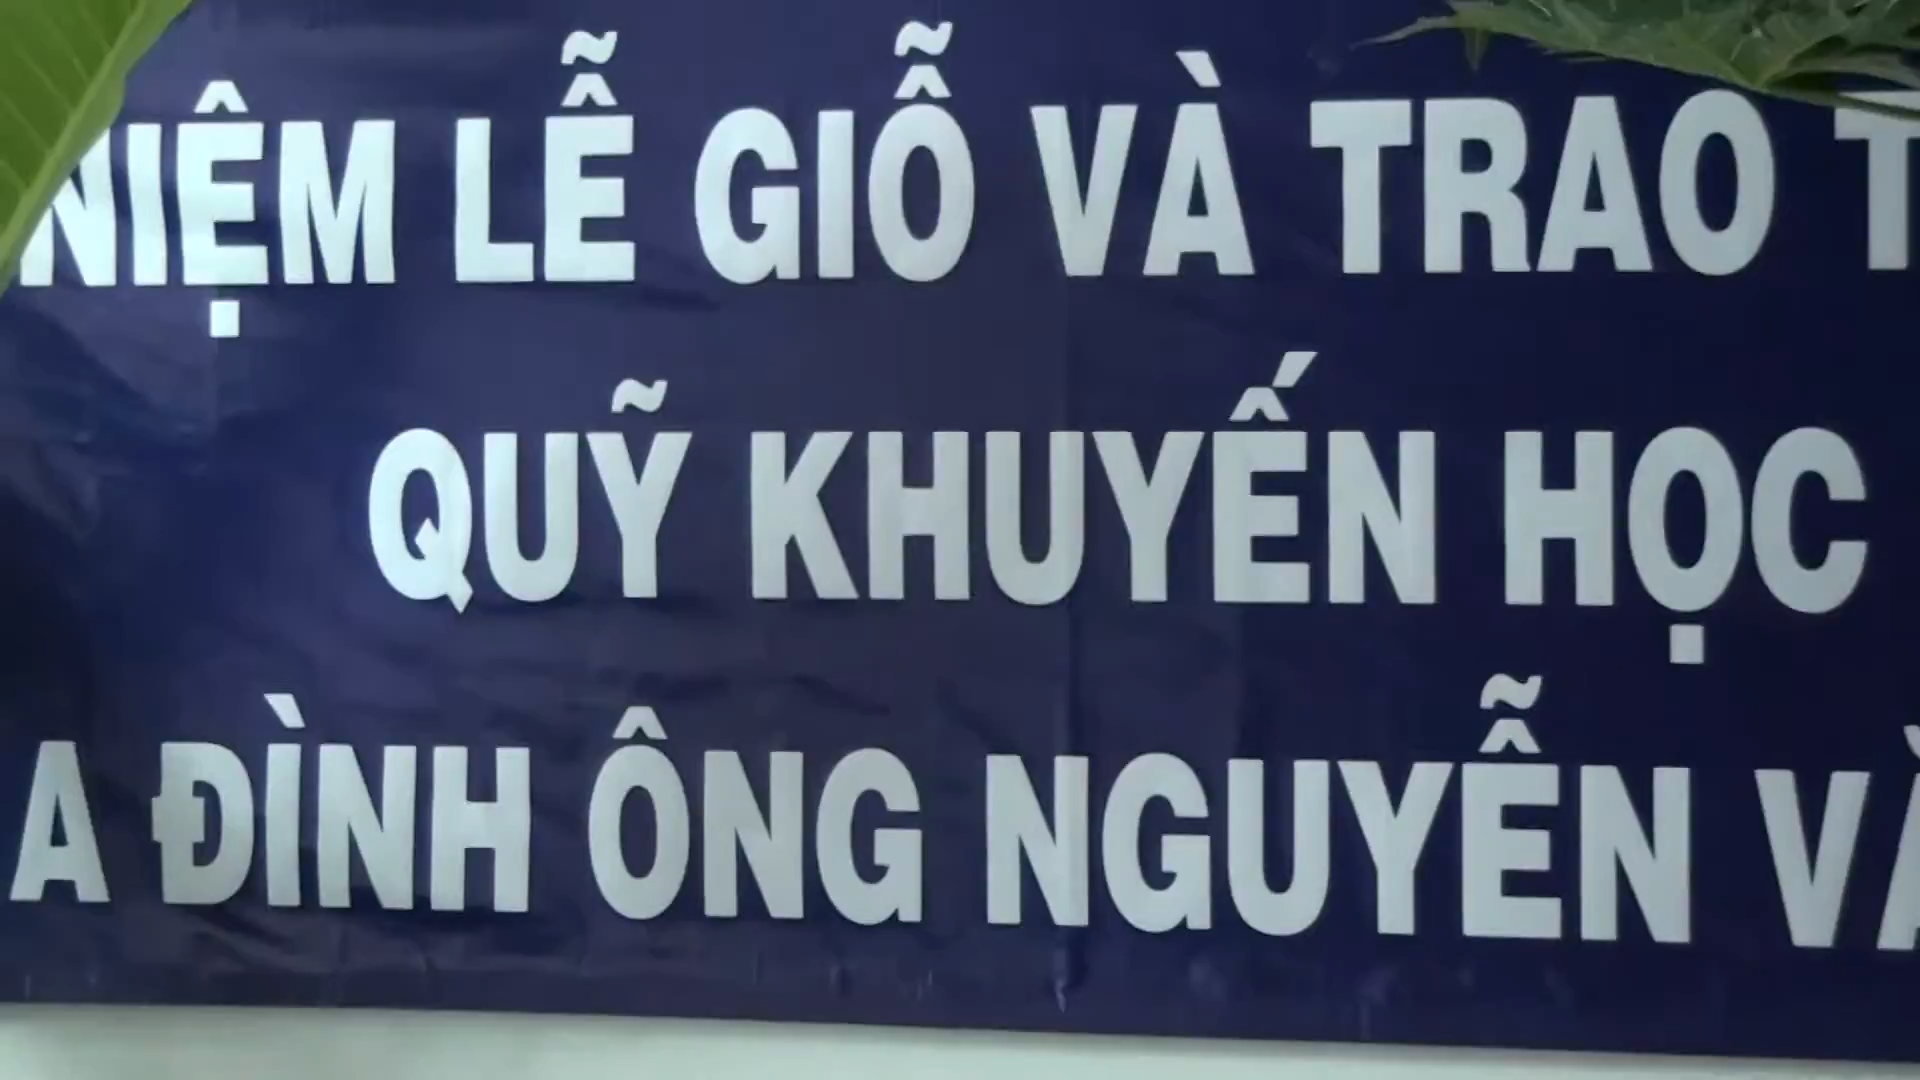 NIỆM LỄ GIỖ VÀ TRAO T
QUỸ KHUYẾN HỌC
A ĐÌNH ÔNG NGUYỄN V